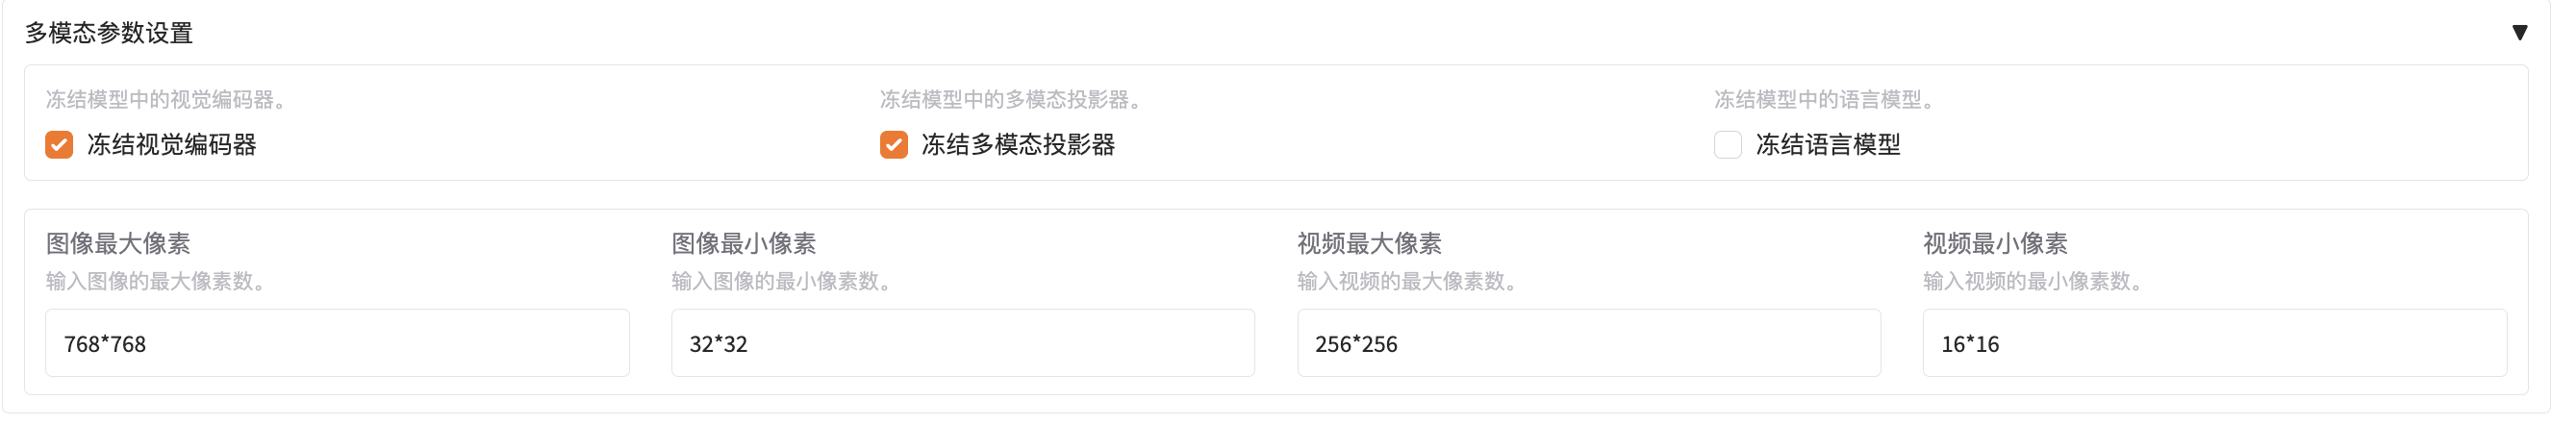 多模态参数设置
冻结模型中的视觉编码器。
冻结视觉编码器
冻结模型中的多模态投影器。
冻结多模态投影器
冻结模型中的语言模型。
冻结语言模型
图像最大像素
输入图像的最大像素数。
768*768
图像最小像素
输入图像的最小像素数。
32*32
视频最大像素
输入视频的最大像素数。
256*256
视频最小像素
输入视频的最小像素数。
16*16